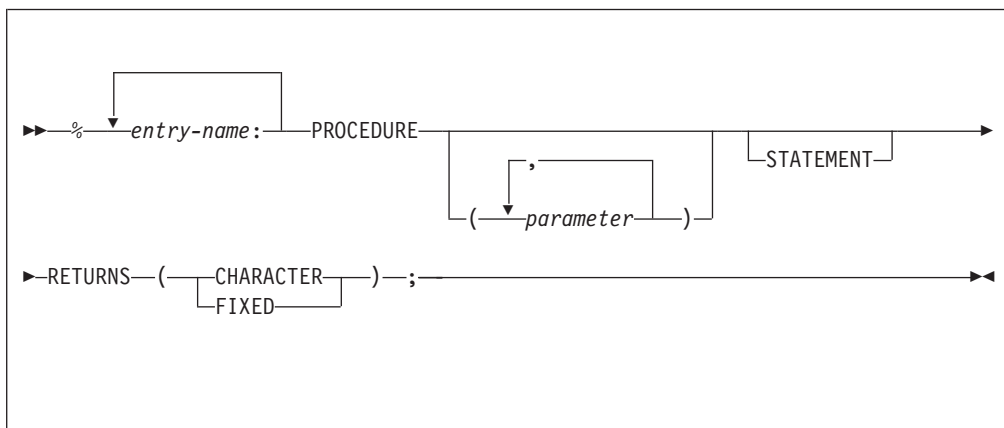 % entry-name: PROCEDURE
,
( parameter )
STATEMENT
RETURNS ( CHARACTER ) ;
FIXED